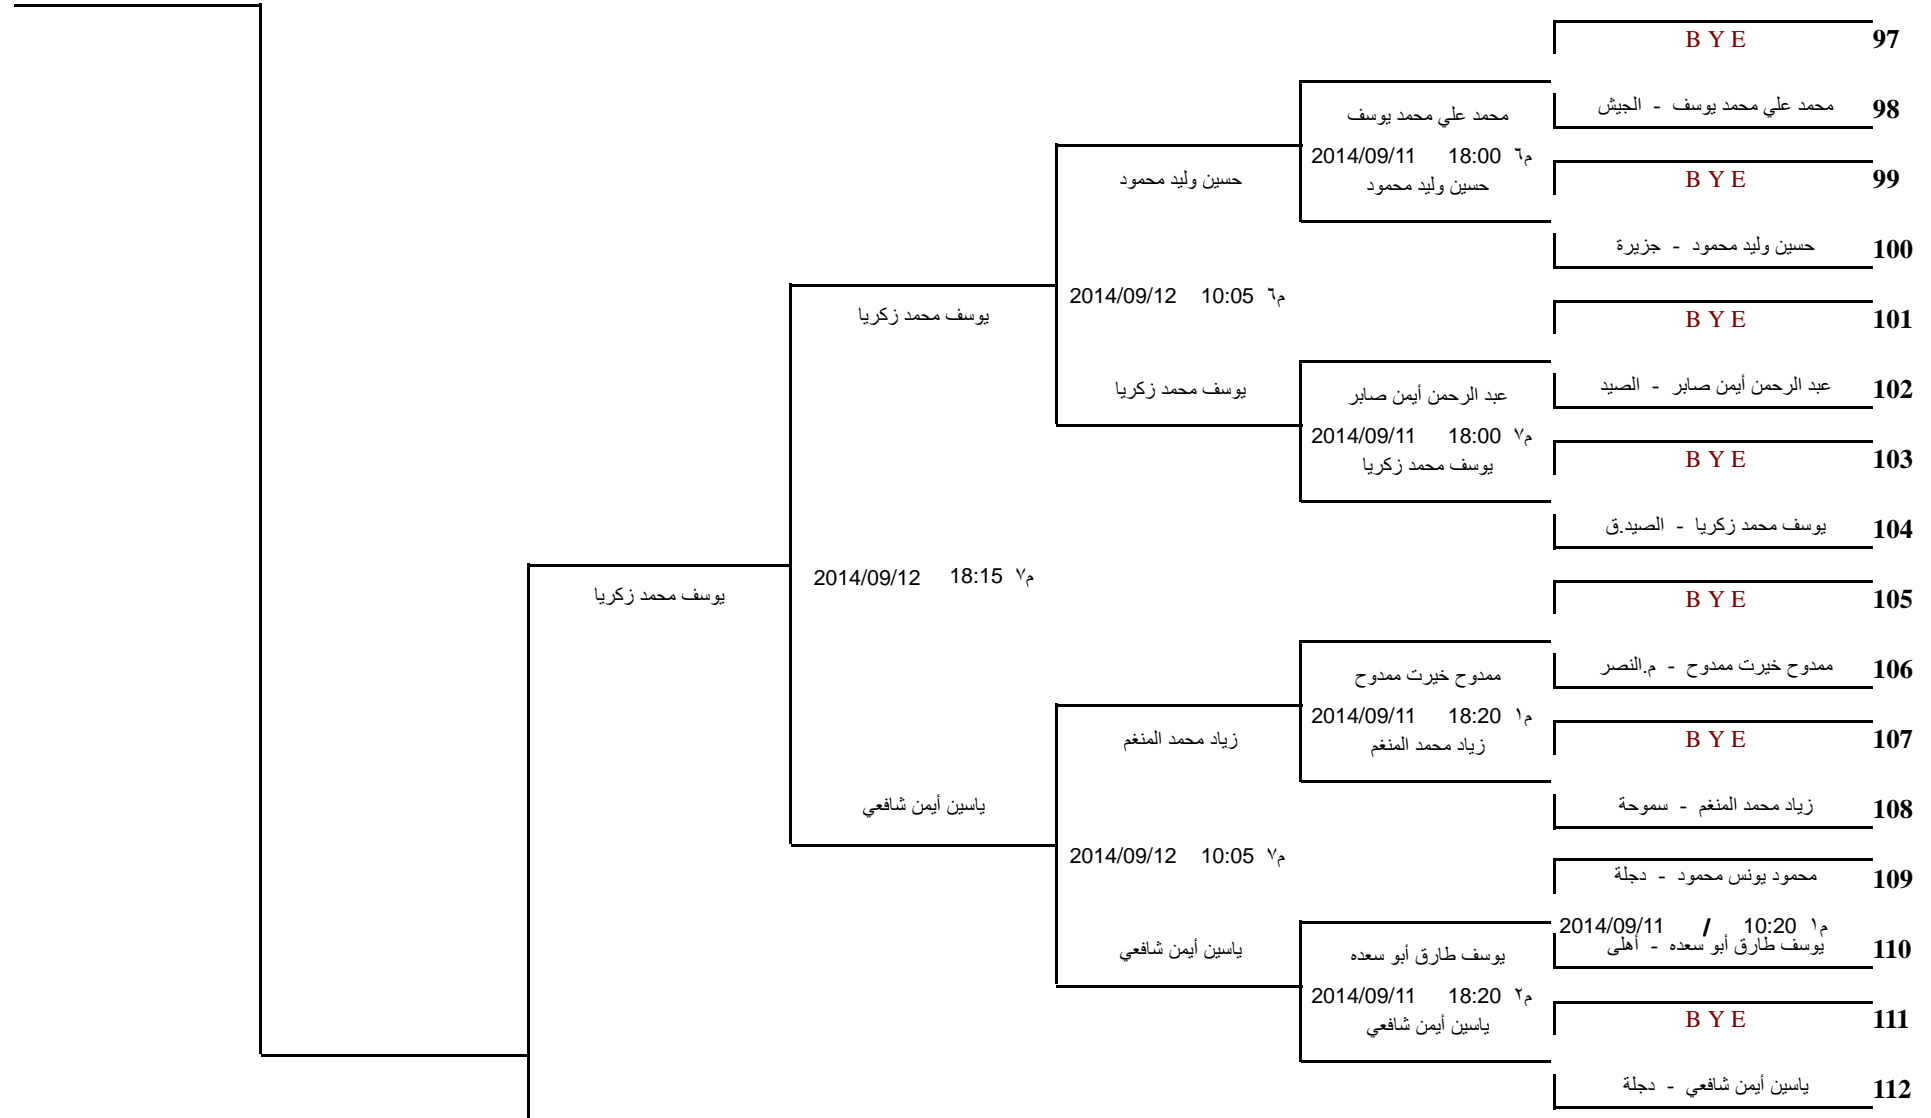 B Y E 97
محمد علي محمد يوسف - الجيش 98
محمد علي محمد يوسف
م٦ 18:00 2014/09/11
حسين وليد محمود
B Y E 99
حسين وليد محمود
حسين وليد محمود - جزيرة 100
م٦ 10:05 2014/09/12
B Y E 101
يوسف محمد زكريا
عبد الرحمن أيمن صابر - الصيد 102
عبد الرحمن أيمن صابر
يوسف محمد زكريا
م٧ 18:00 2014/09/11
يوسف محمد زكريا
B Y E 103
يوسف محمد زكريا - الصيد.ق 104
م٧ 18:15 2014/09/12
B Y E 105
يوسف محمد زكريا
ممدوح خيرت ممدوح - م.النصر 106
ممدوح خيرت ممدوح
م١ 18:20 2014/09/11
زياد محمد المنغم
B Y E 107
زياد محمد المنغم
زياد محمد المنغم - سموحة 108
ياسين أيمن شافعي
م٧ 10:05 2014/09/12
محمود يونس محمود - دجلة 109
م١ 10:20 / 2014/09/11
يوسف طارق أبو سعده - أهلى 110
يوسف طارق أبو سعده
ياسين أيمن شافعي
م٢ 18:20 2014/09/11
ياسين أيمن شافعي
B Y E 111
ياسين أيمن شافعي - دجلة 112